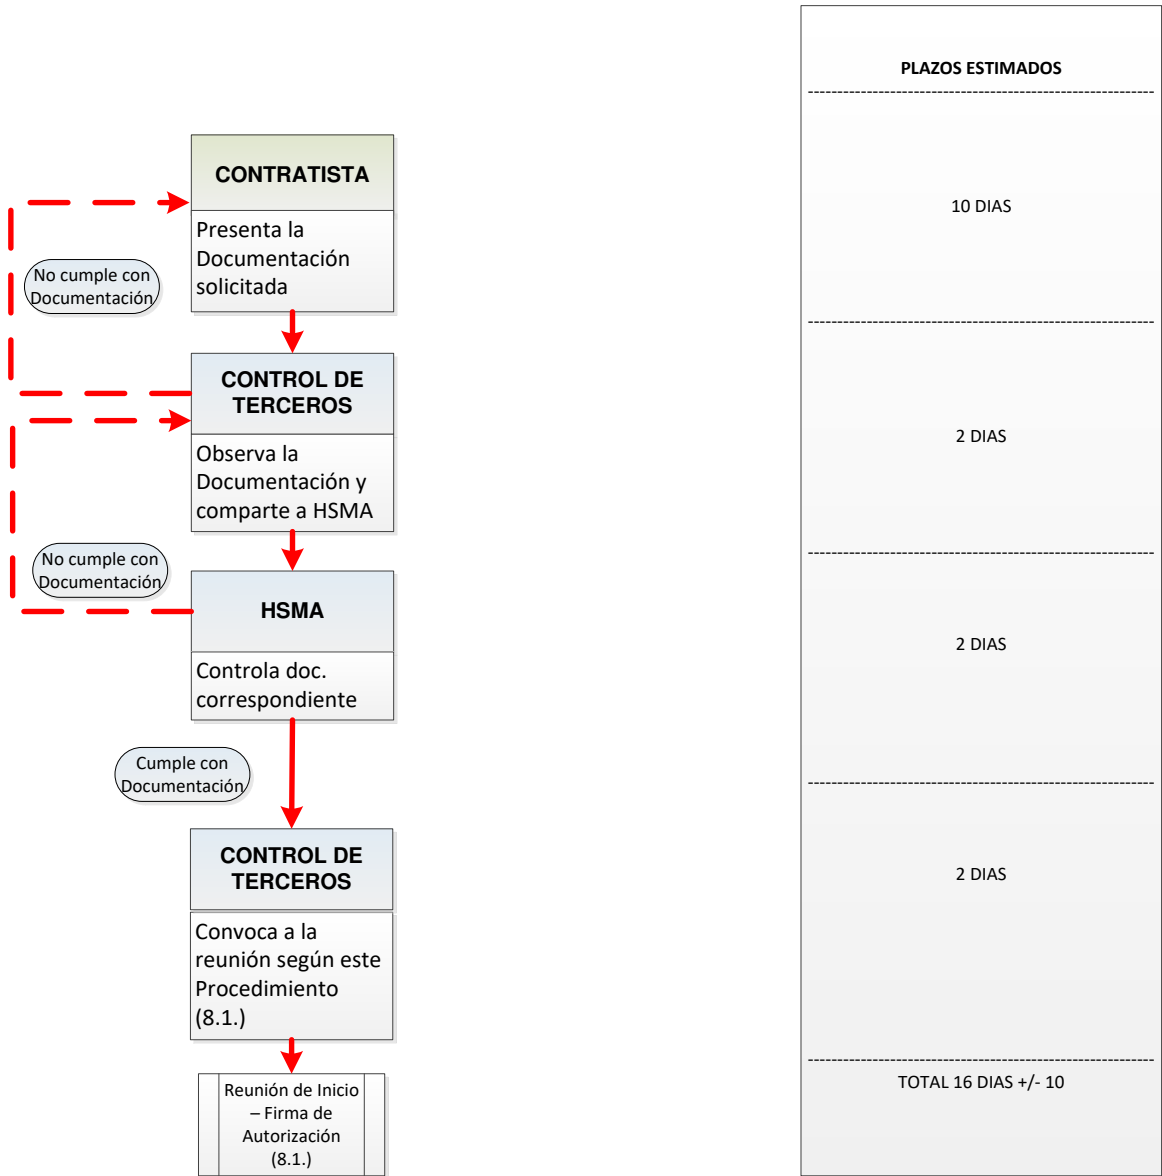 PLAZOS ESTIMADOS
CONTRATISTA
Presenta la
Documentación
solicitada
10 DIAS
No cumple con
Documentación
CONTROL DE
TERCEROS
Observa la
Documentación y
comparte a HSMA
2 DIAS
No cumple con
Documentación
HSMA
Controla doc.
correspondiente
2 DIAS
Cumple con
Documentación
CONTROL DE
TERCEROS
Convoca a la
reunión según este
Procedimiento
(8.1.)
2 DIAS
Reunión de Inicio
– Firma de
Autorización
(8.1.)
TOTAL 16 DIAS +/- 10